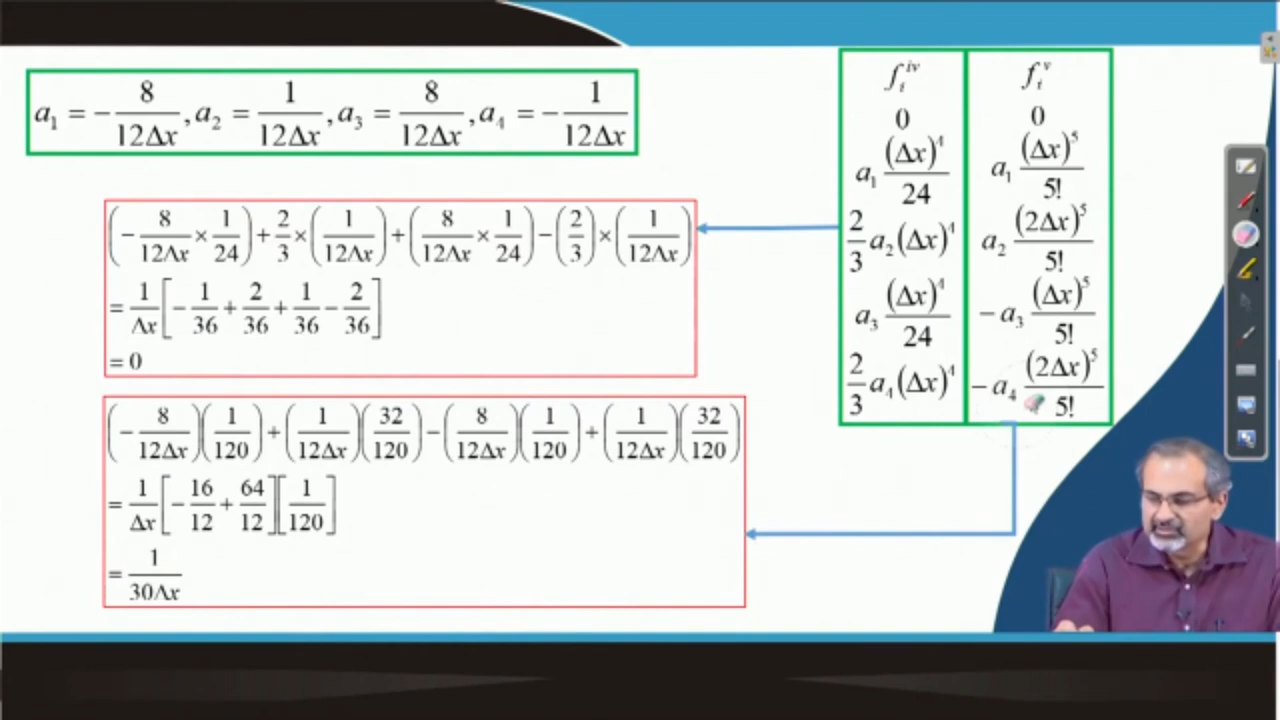 a₁ = −8/(12Δx), a₂ = 1/(12Δx), a₃ = 8/(12Δx), a₄ = −1/(12Δx)
(−8/(12Δx) × 1/24) + 2/3 × (1/(12Δx)) + (8/(12Δx) × 1/24) − (2/3) × (1/(12Δx))
= 1/Δx [−1/36 + 2/36 + 1/36 − 2/36]
= 0
(−8/(12Δx))(1/120) + (1/(12Δx))(32/120) − (8/(12Δx))(1/120) + (1/(12Δx))(32/120)
= 1/Δx [−16/12 + 64/12][1/120]
= 1/(30Δx)
fᵢ^iv
0
a₁ (Δx)⁴/24
2/3 a₂(Δx)⁴
a₃ (Δx)⁴/24
2/3 a₄(Δx)⁴
fᵢ^v
0
a₁ (Δx)⁵/5!
a₂ (2Δx)⁵/5!
−a₃ (Δx)⁵/5!
−a₄ (2Δx)⁵/5!